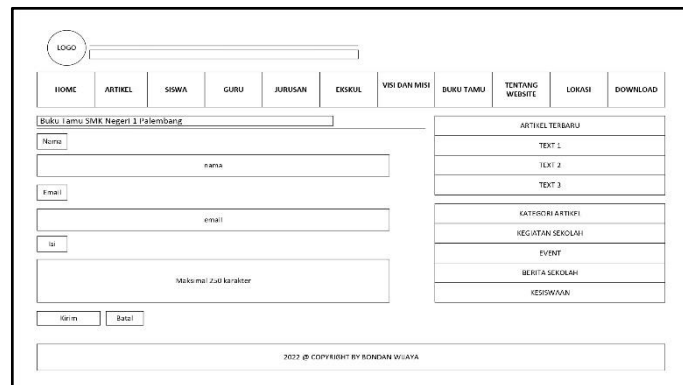 LOGO
HOME ARTIKEL SISWA GURU JURUSAN EKSKUL VISI DAN MISI BUKU TAMU TENTANG WEBSITE LOKASI DOWNLOAD
Buku Tamu SMK Negeri 1 Palembang
Nama
nama
Email
email
Isi
Maksimal 250 karakter
Kirim Batal
ARTIKEL TERBARU
TEXT 1
TEXT 2
TEXT 3
KATEGORI ARTIKEL
KEGIATAN SEKOLAH
EVENT
BERITA SEKOLAH
KESISWAAN
2022 @ COPYRIGHT BY BONDAN WIJAYA